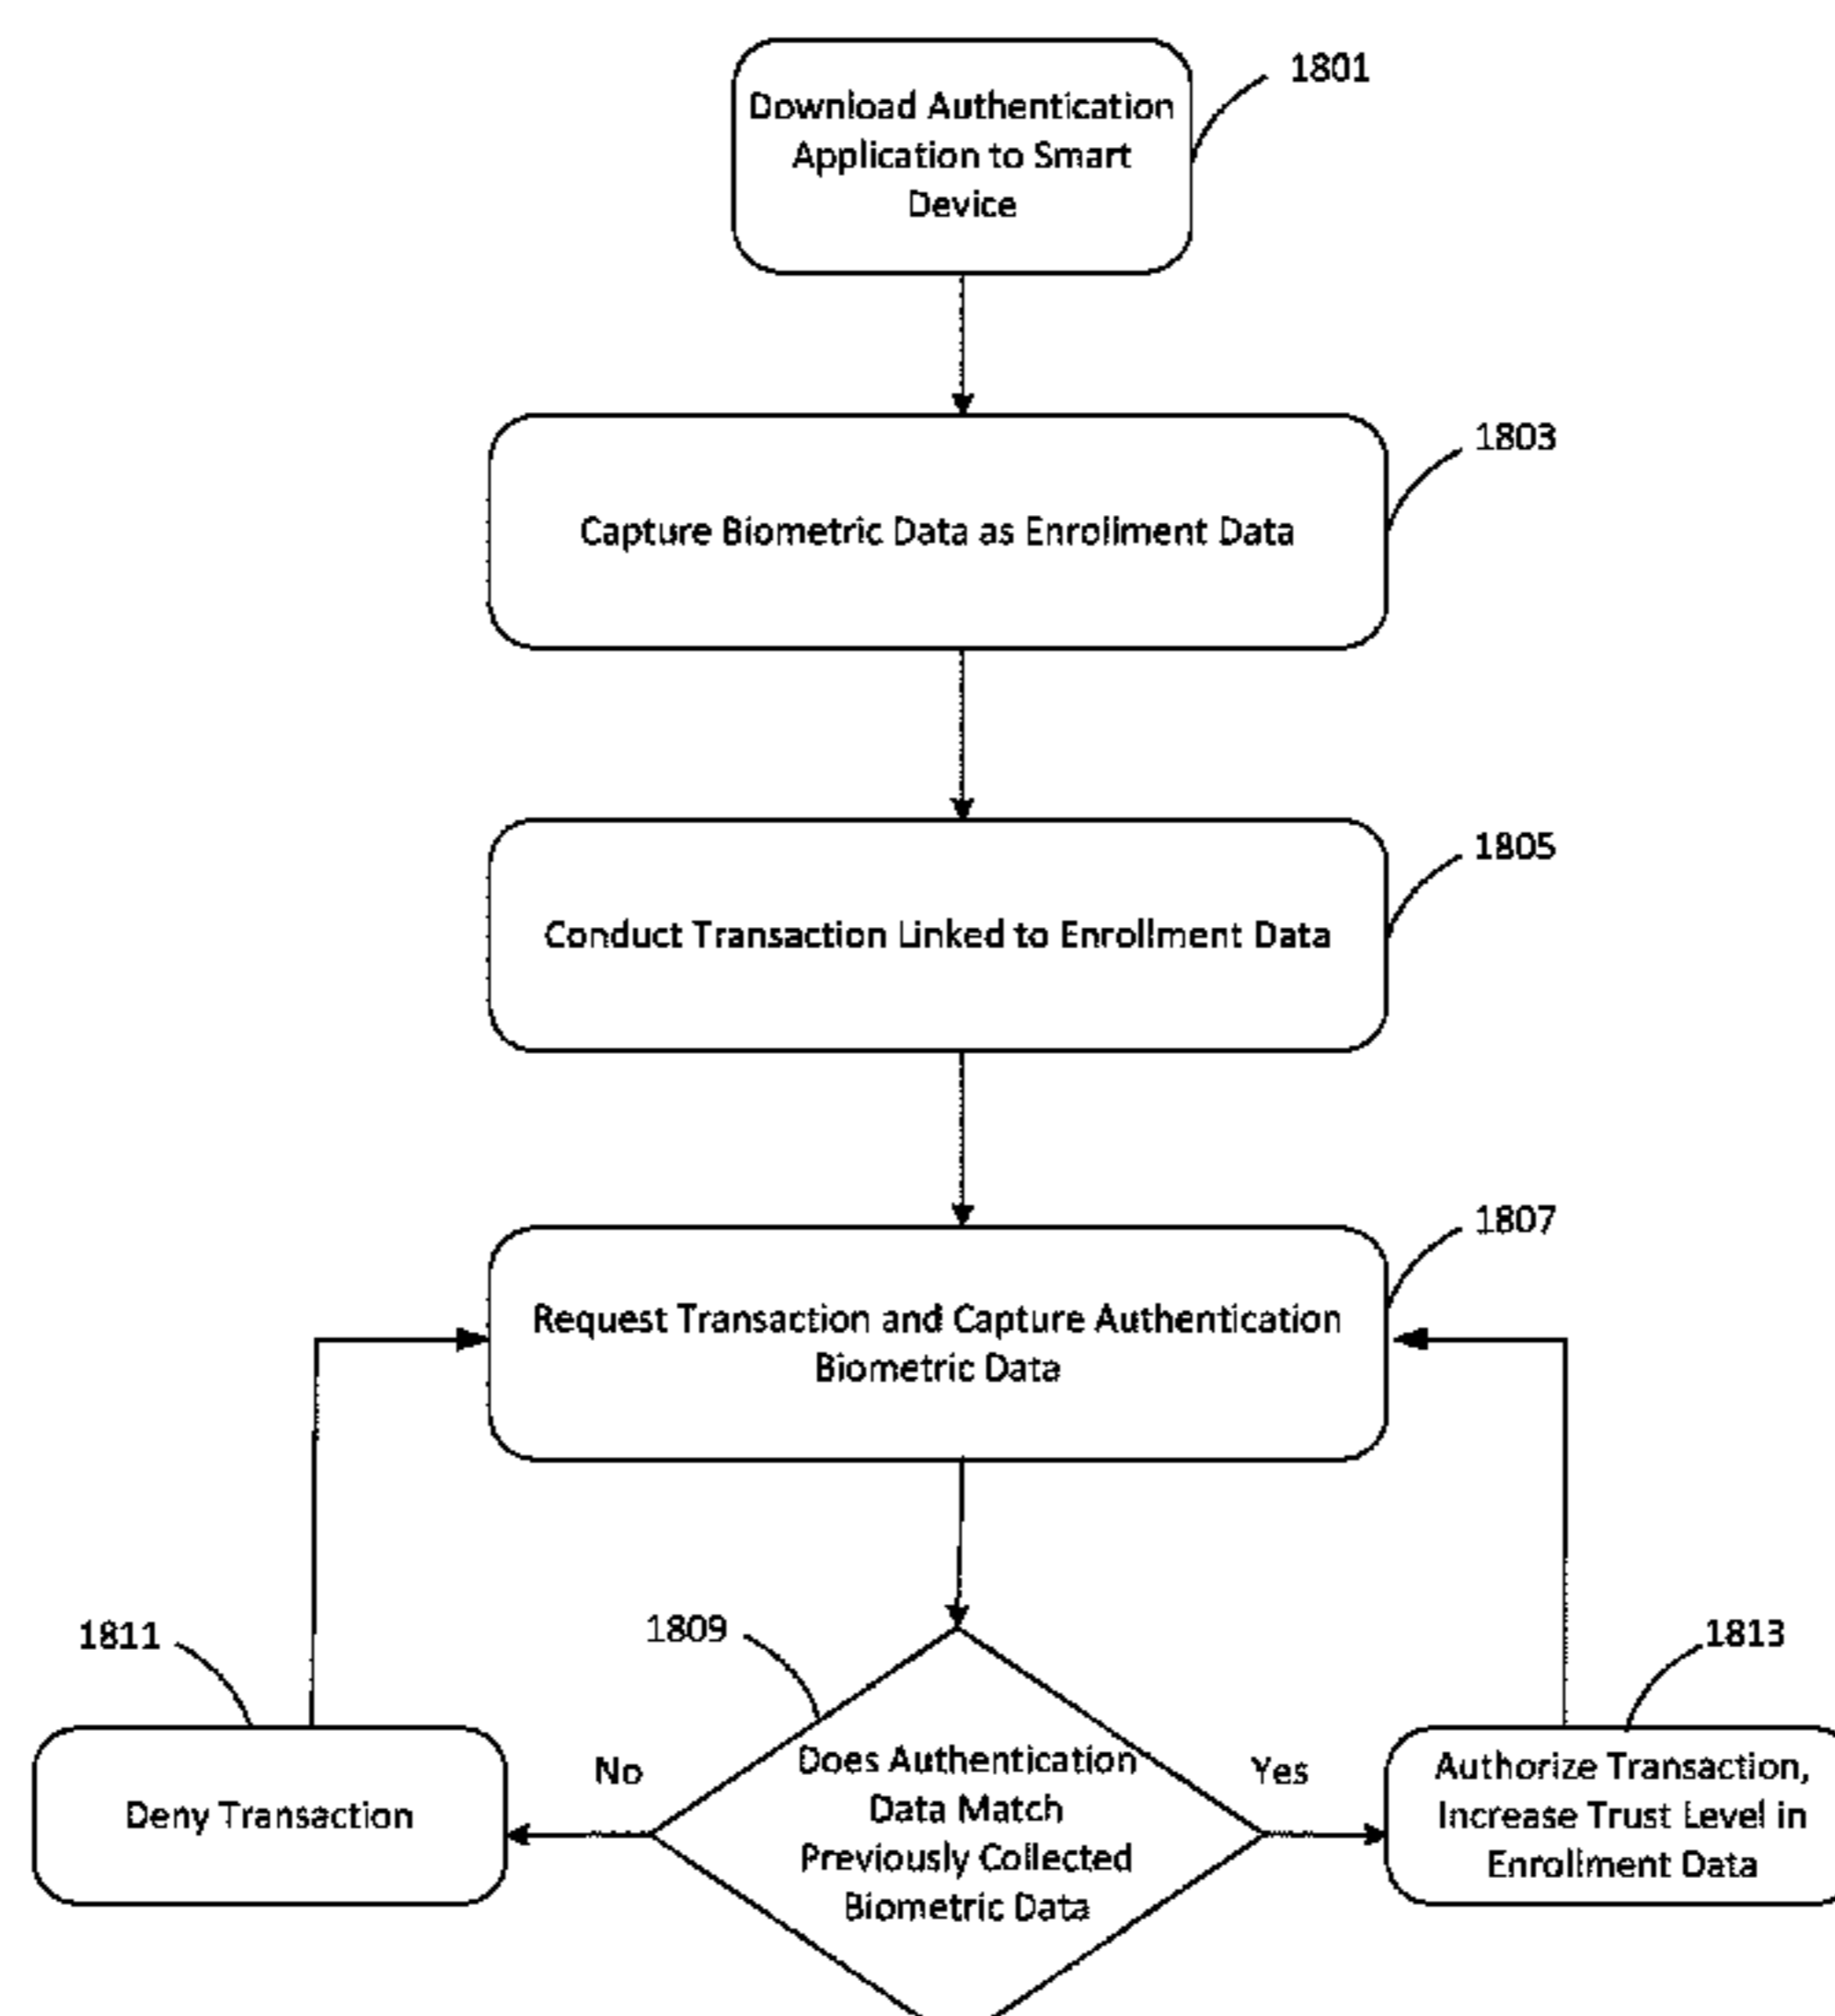 1801
Download Authentication
Application to Smart
Device
1803
Capture Biometric Data as Enrollment Data
1805
Conduct Transaction Linked to Enrollment Data
1807
Request Transaction and Capture Authentication
Biometric Data
1811
1809
1813
No
Does Authentication
Data Match
Previously Collected
Biometric Data
Yes
Deny Transaction
Authorize Transaction,
Increase Trust Level in
Enrollment Data